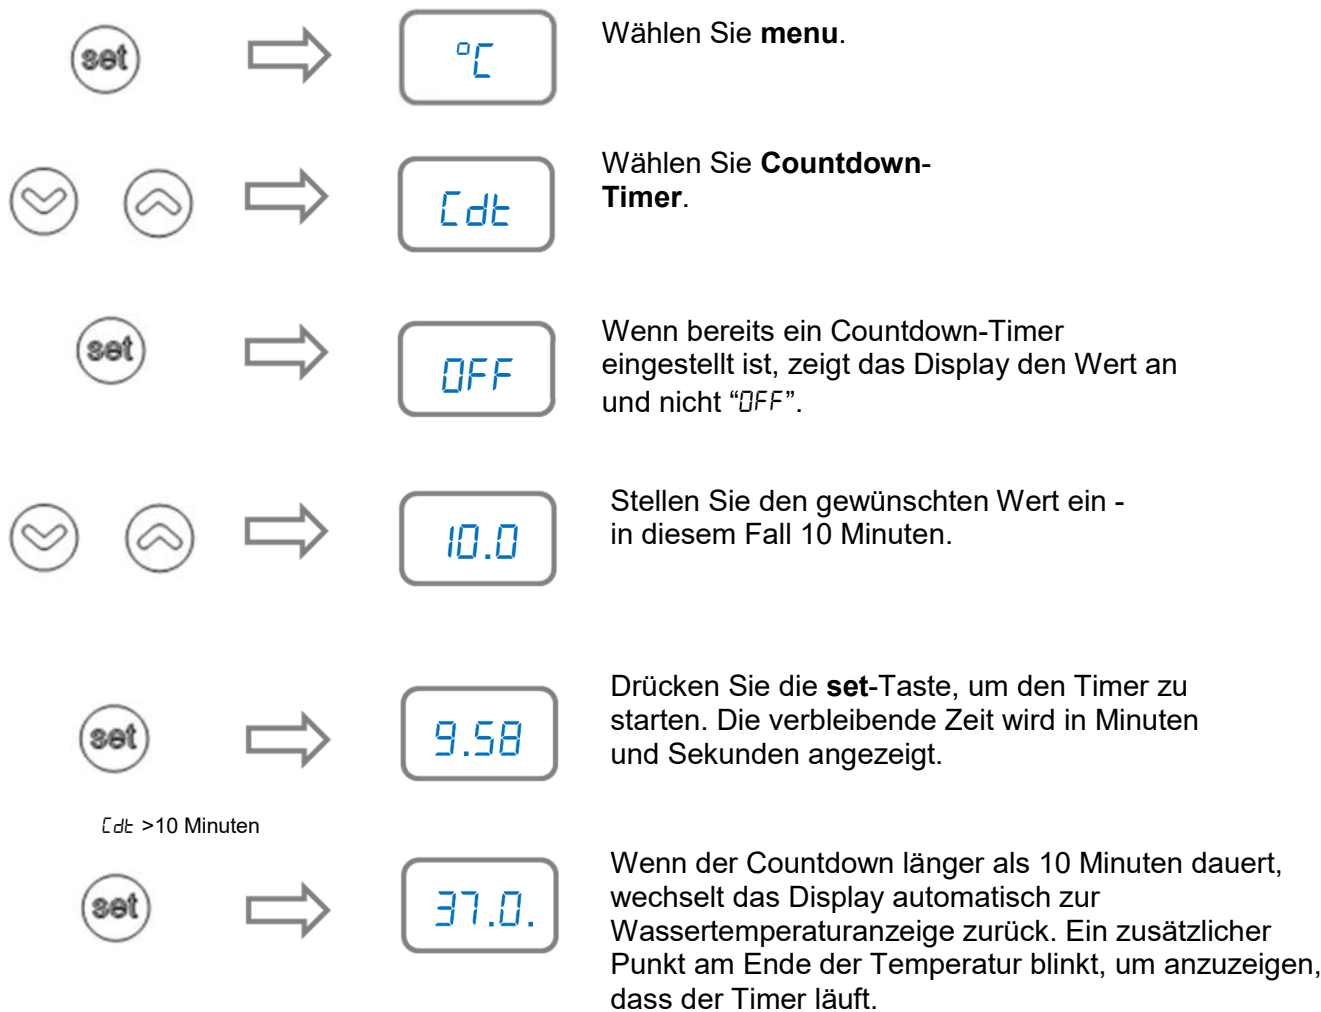 set
°C
Wählen Sie menu.
Cdt
Wählen Sie Countdown-
Timer.
set
OFF
Wenn bereits ein Countdown-Timer
eingestellt ist, zeigt das Display den Wert an
und nicht “OFF”.
10.0
Stellen Sie den gewünschten Wert ein -
in diesem Fall 10 Minuten.
set
9.58
Drücken Sie die set-Taste, um den Timer zu
starten. Die verbleibende Zeit wird in Minuten
und Sekunden angezeigt.
Cdt >10 Minuten
set
37.0.
Wenn der Countdown länger als 10 Minuten dauert,
wechselt das Display automatisch zur
Wassertemperaturanzeige zurück. Ein zusätzlicher
Punkt am Ende der Temperatur blinkt, um anzuzeigen,
dass der Timer läuft.